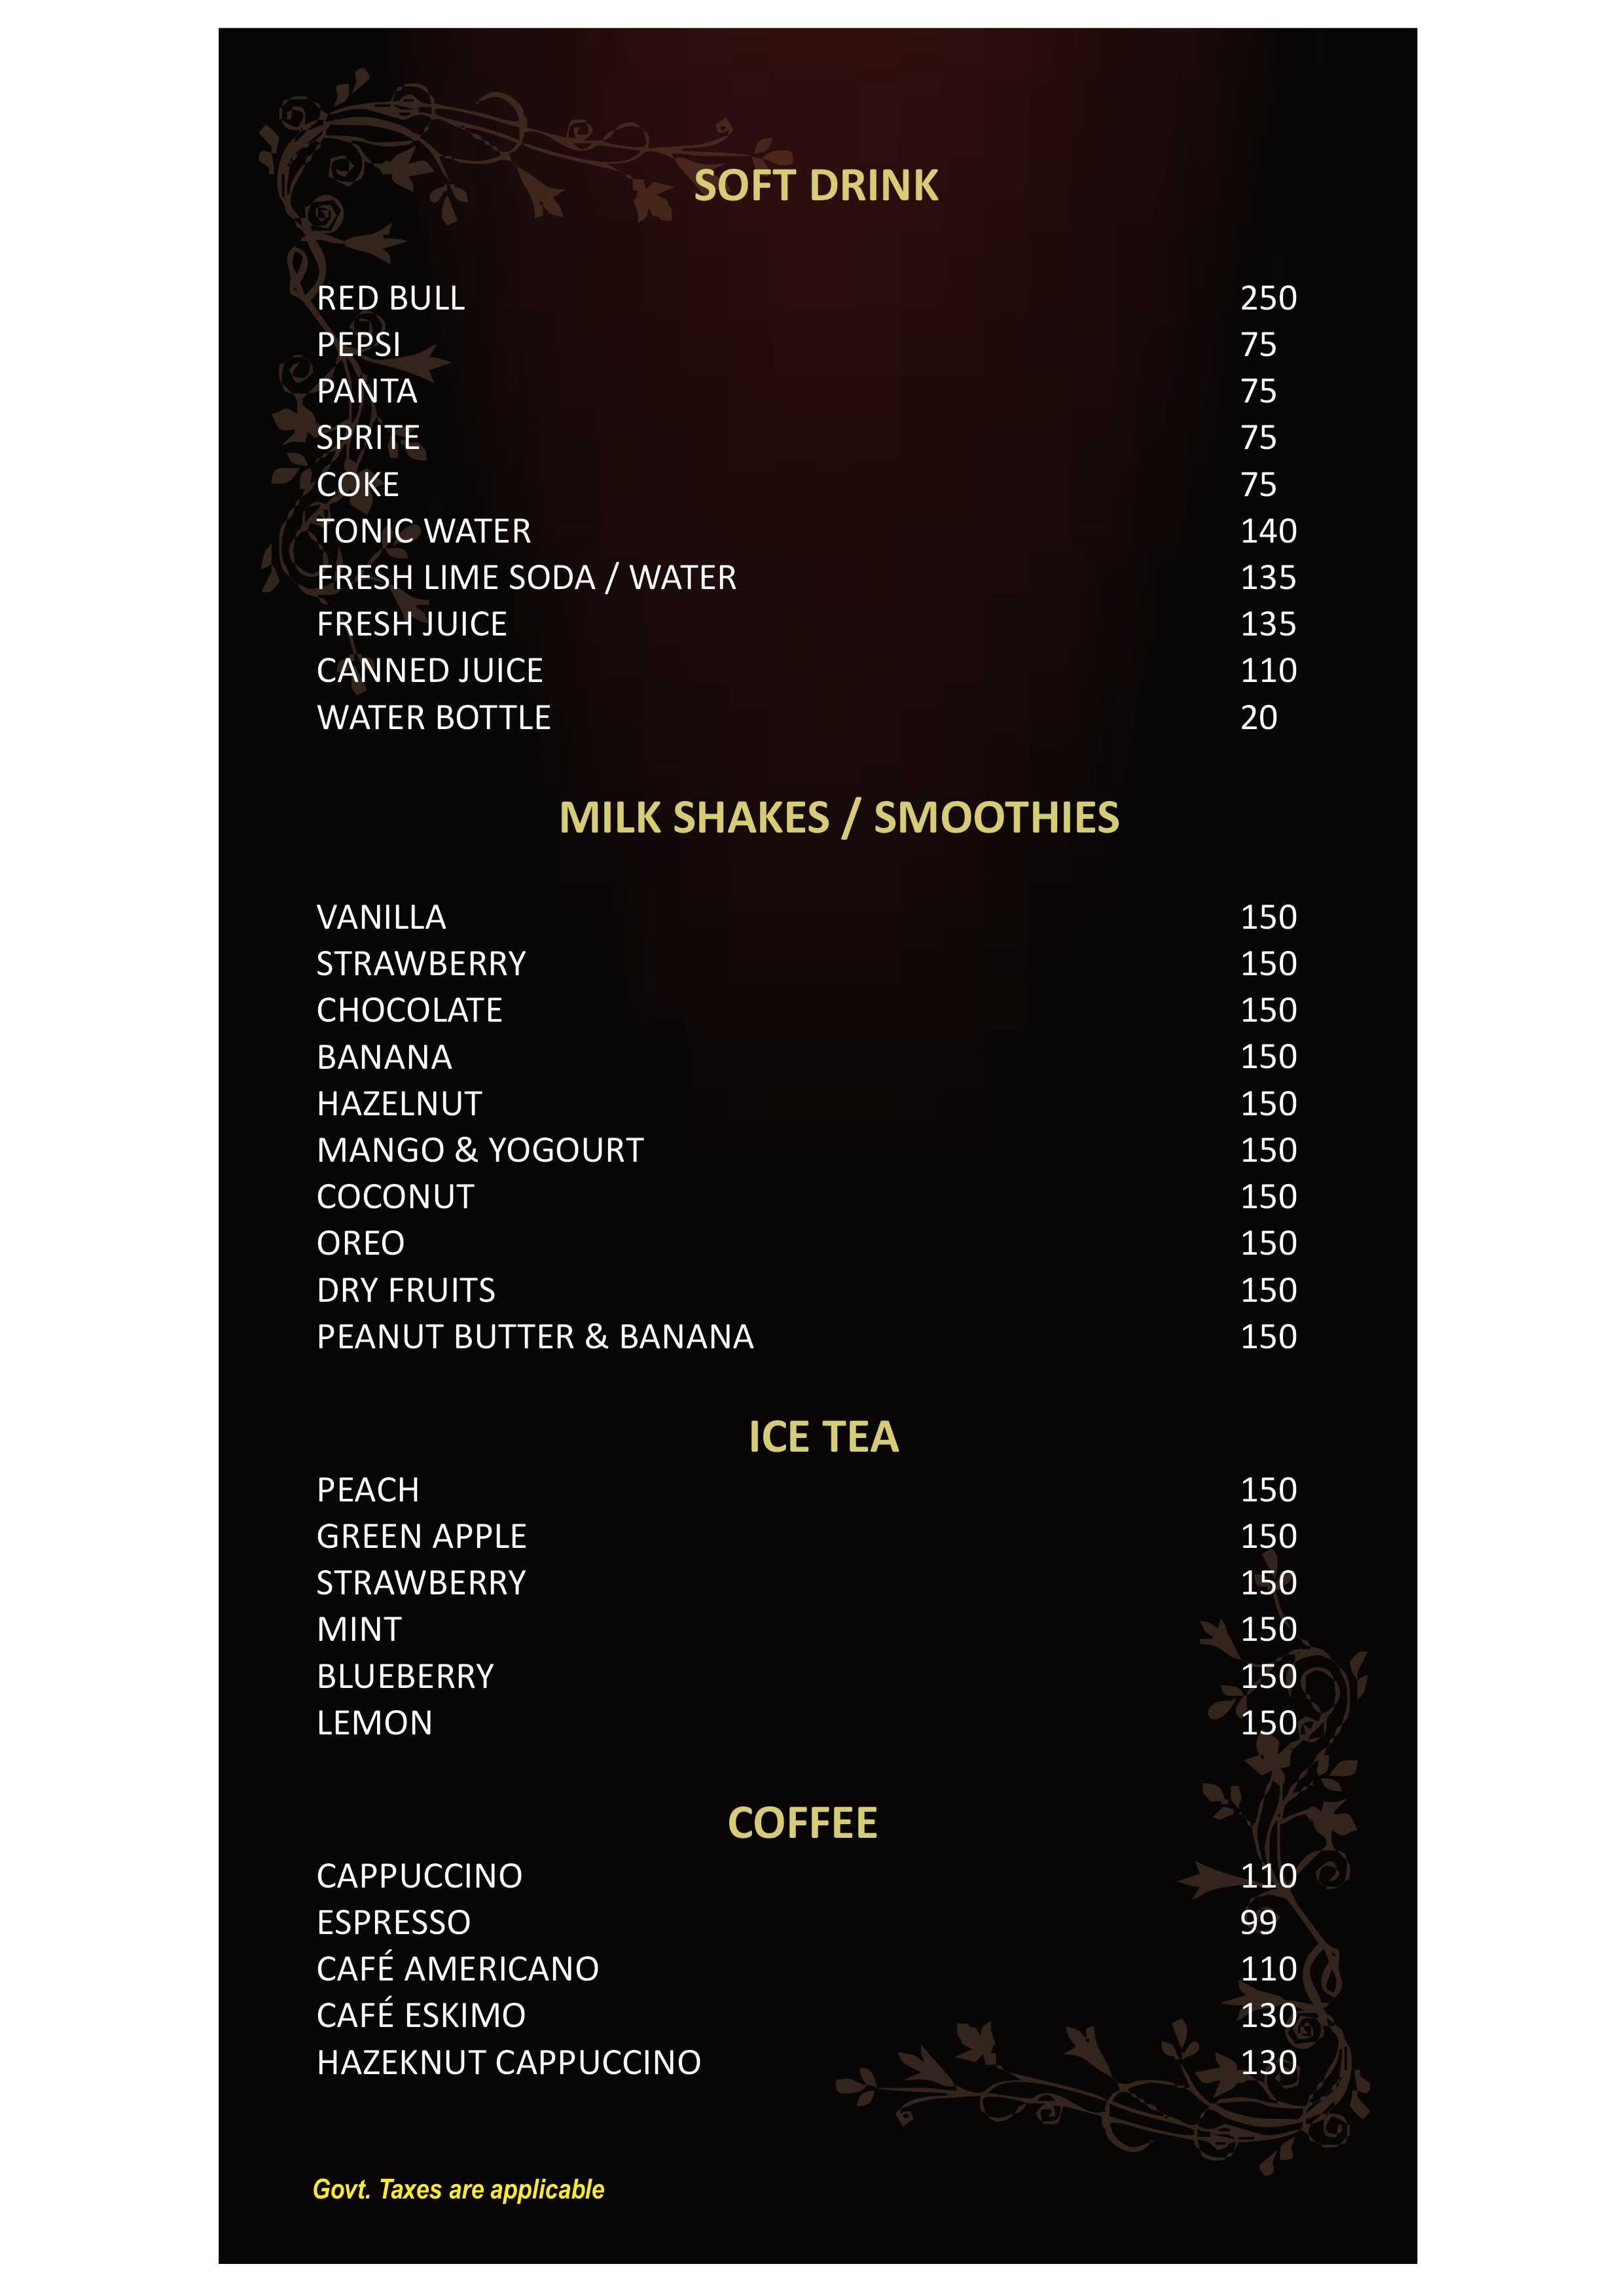 SOFT DRINK
RED BULL 250
PEPSI 75
PANTA 75
SPRITE 75
COKE 75
TONIC WATER 140
FRESH LIME SODA / WATER 135
FRESH JUICE 135
CANNED JUICE 110
WATER BOTTLE 20
MILK SHAKES / SMOOTHIES
VANILLA 150
STRAWBERRY 150
CHOCOLATE 150
BANANA 150
HAZELNUT 150
MANGO & YOGOURT 150
COCONUT 150
OREO 150
DRY FRUITS 150
PEANUT BUTTER & BANANA 150
ICE TEA
PEACH 150
GREEN APPLE 150
STRAWBERRY 150
MINT 150
BLUEBERRY 150
LEMON 150
COFFEE
CAPPUCCINO 110
ESPRESSO 99
CAFÉ AMERICANO 110
CAFÉ ESKIMO 130
HAZEKNUT CAPPUCCINO 130
Govt. Taxes are applicable